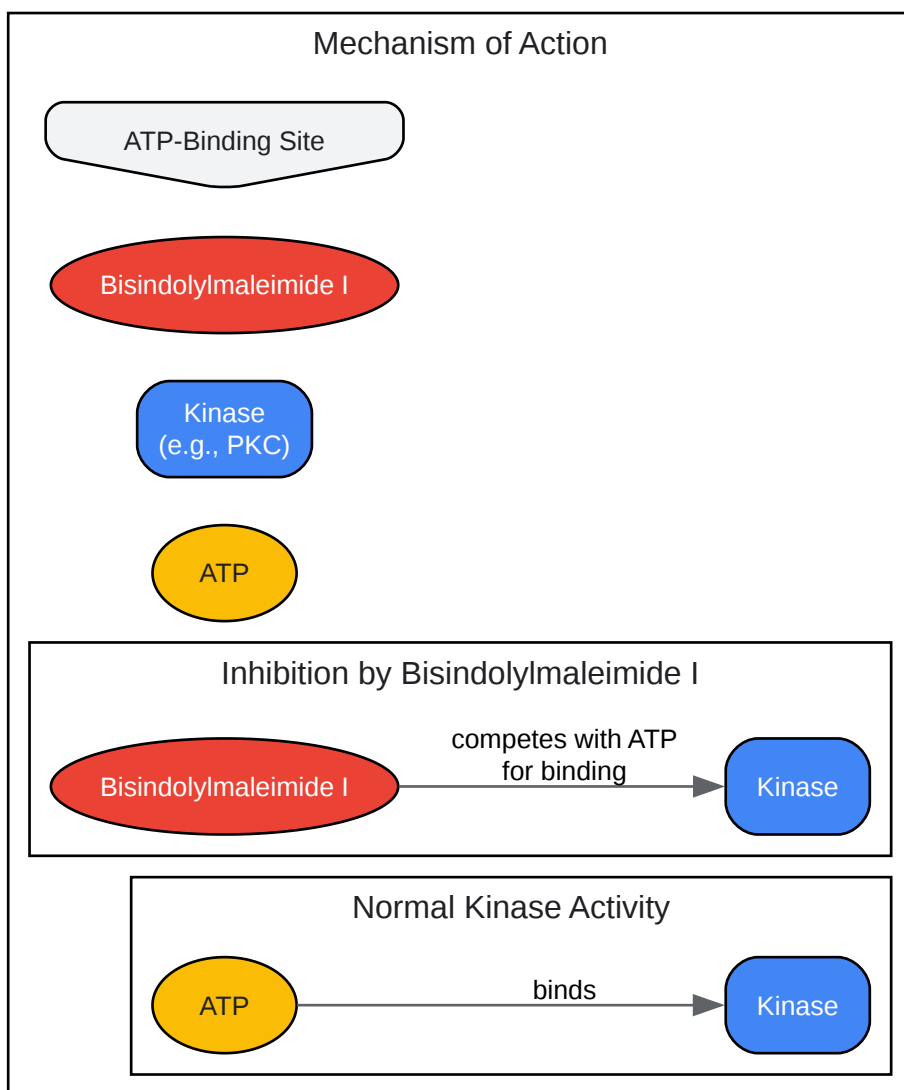 Mechanism of Action
ATP-Binding Site
Bisindolylmaleimide I
Kinase
(e.g., PKC)
ATP
Inhibition by Bisindolylmaleimide I
Bisindolylmaleimide I
competes with ATP
for binding
Kinase
Normal Kinase Activity
ATP
binds
Kinase